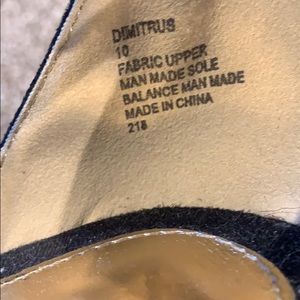 DIMITRUS
10
FABRIC UPPER
MAN MADE SOLE
BALANCE MAN MADE
MADE IN CHINA
218